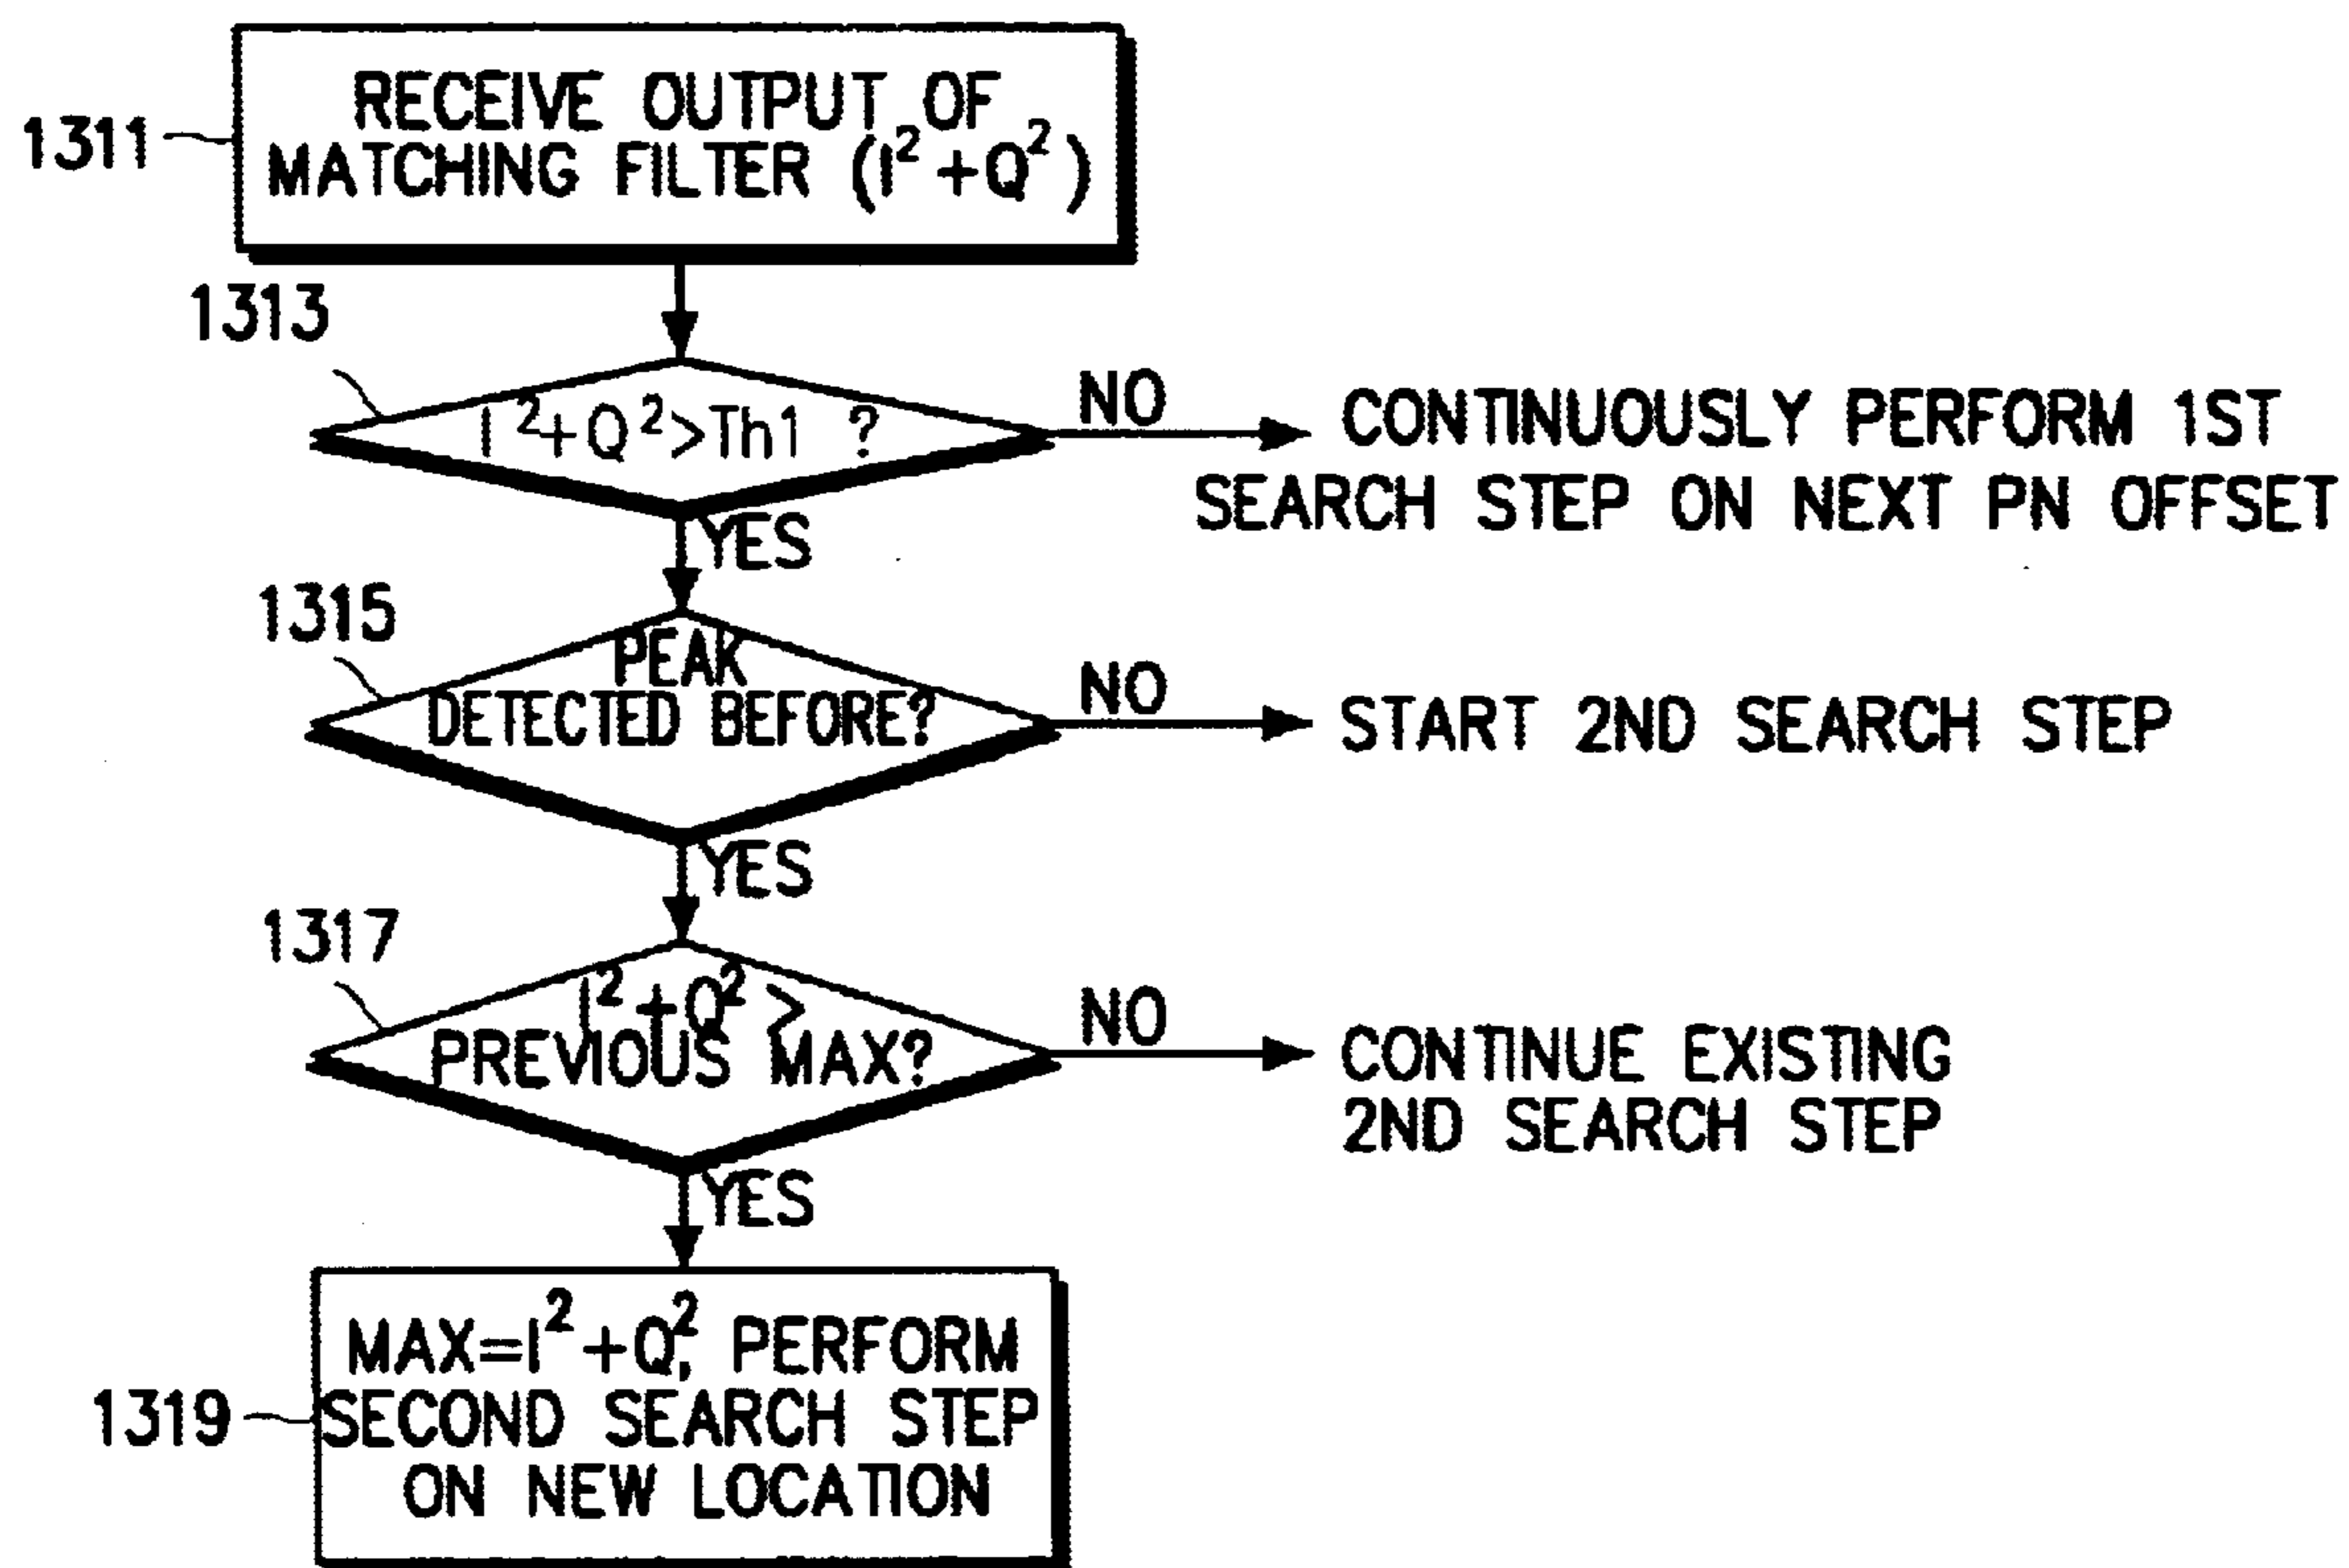 RECEIVE OUTPUT OF
1311 MATCHING FILTER (I²+Q²)
1313
I²+Q²>Th1 ?
NO
CONTINUOUSLY PERFORM 1ST
SEARCH STEP ON NEXT PN OFFSET
YES
1315
PEAK
DETECTED BEFORE?
NO
START 2ND SEARCH STEP
YES
1317
I²+Q² >
PREVIOUS MAX?
NO
CONTINUE EXISTING
2ND SEARCH STEP
YES
MAX=I²+Q², PERFORM
1319 SECOND SEARCH STEP
ON NEW LOCATION